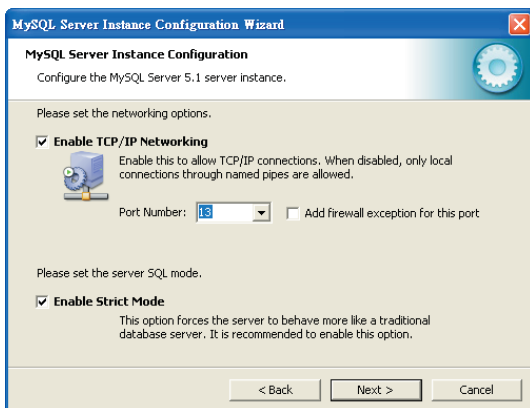 MySQL Server Instance Configuration Wizard
MySQL Server Instance Configuration
Configure the MySQL Server 5.1 server instance.
Please set the networking options.
Enable TCP/IP Networking
Enable this to allow TCP/IP connections. When disabled, only local
connections through named pipes are allowed.
Port Number: 13 Add firewall exception for this port
Please set the server SQL mode.
Enable Strict Mode
This option forces the server to behave more like a traditional
database server. It is recommended to enable this option.
< Back Next > Cancel